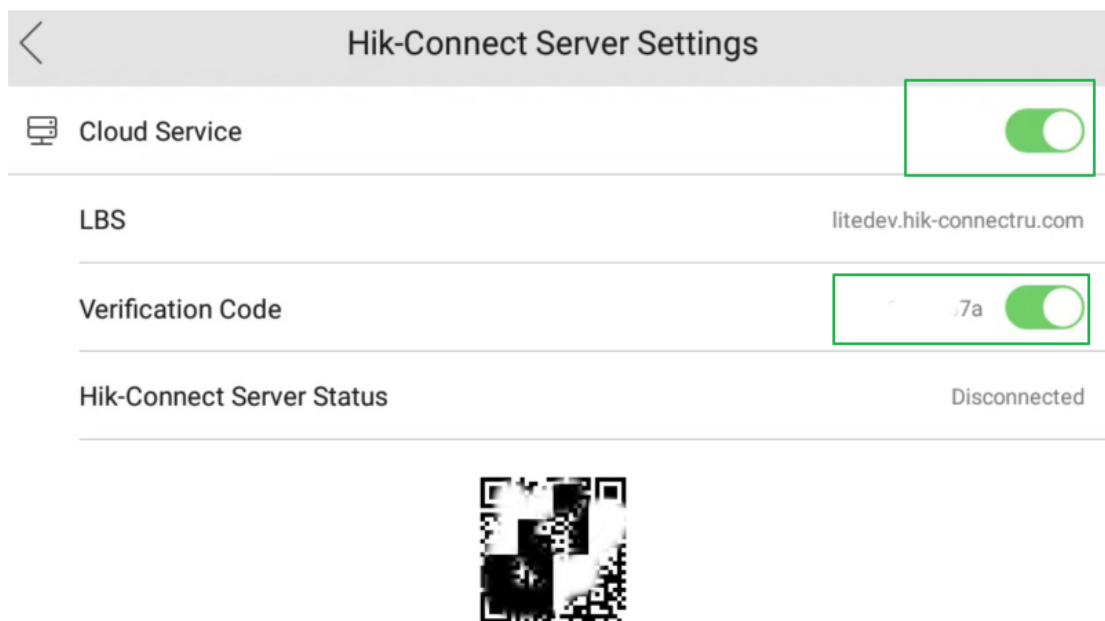 Hik-Connect Server Settings
Cloud Service
LBS litedev.hik-connectru.com
Verification Code 7a
Hik-Connect Server Status Disconnected